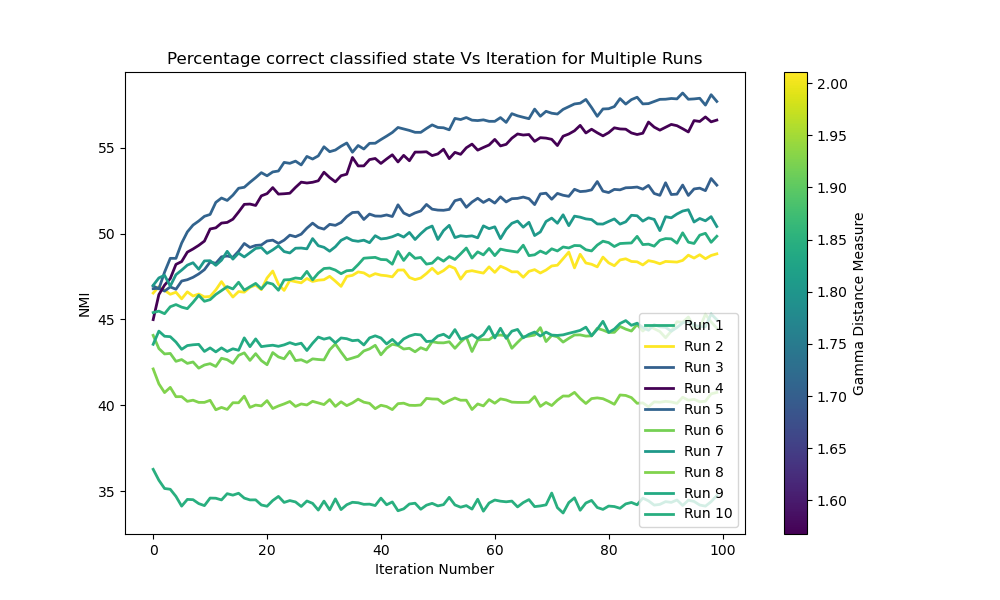 Percentage correct classified state Vs Iteration for Multiple Runs
NMI
55
50
45
40
35
0
20
40
60
80
100
Iteration Number
Run 1
Run 2
Run 3
Run 4
Run 5
Run 6
Run 7
Run 8
Run 9
Run 10
2.00
1.95
1.90
1.85
1.80
1.75
1.70
1.65
1.60
Gamma Distance Measure